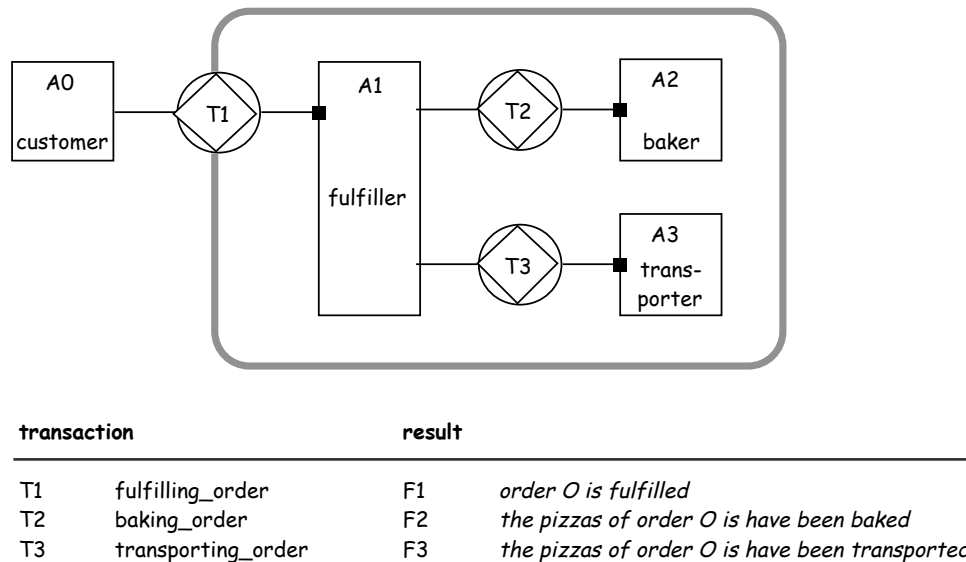 A0
customer
T1
A1
fulfiller
T2
A2
baker
T3
A3
trans-
porter
transaction result
T1 fulfilling_order F1 order O is fulfilled
T2 baking_order F2 the pizzas of order O is have been baked
T3 transporting_order F3 the pizzas of order O is have been transported